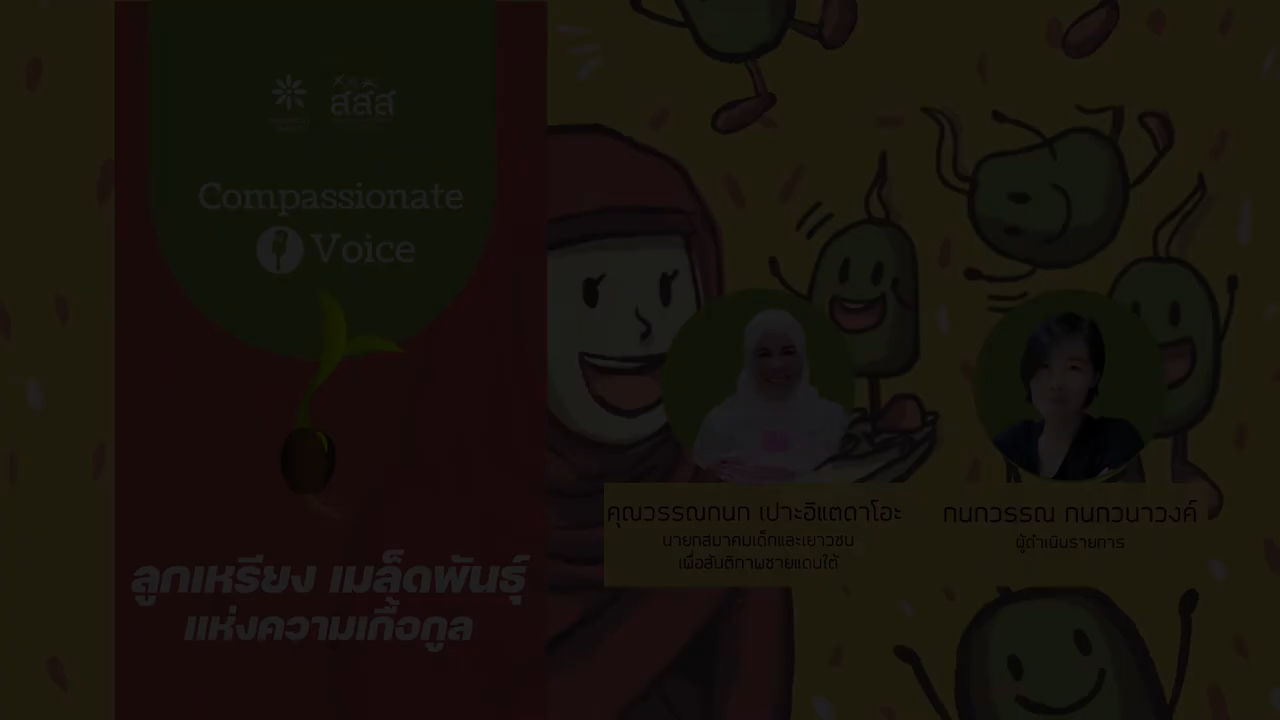 สสส
Compassionate
Voice
ลูกเหรียง เมล็ดพันธุ์
แห่งความเกื้อกูล
คุณวรรณกนก เปาะอิแตดาโอะ
นายกสมาคมเด็กและเยาวชน
เพื่อสันติภาพชายแดนใต้
กนกวรรณ กนกวนาวงค์
ผู้ดำเนินรายการ